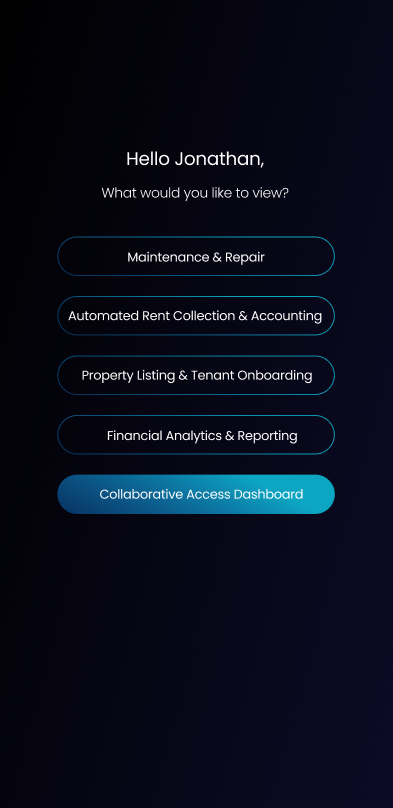 Hello Jonathan,
What would you like to view?
Maintenance & Repair
Automated Rent Collection & Accounting
Property Listing & Tenant Onboarding
Financial Analytics & Reporting
Collaborative Access Dashboard